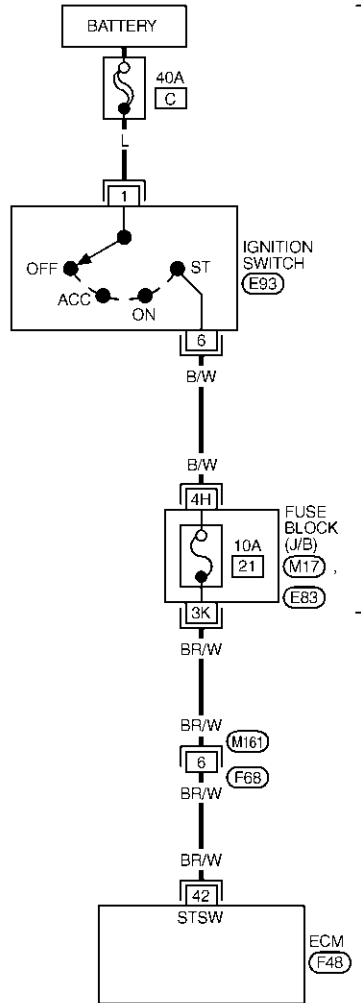 BATTERY
40A
C
L
1
OFF
ACC
ON
ST
IGNITION
SWITCH
E93
6
B/W
B/W
4H
10A
21
FUSE
BLOCK
(J/B)
M17 ,
E83
3K
BR/W
BR/W
M161
6
F68
BR/W
BR/W
42
STSW
ECM
F48